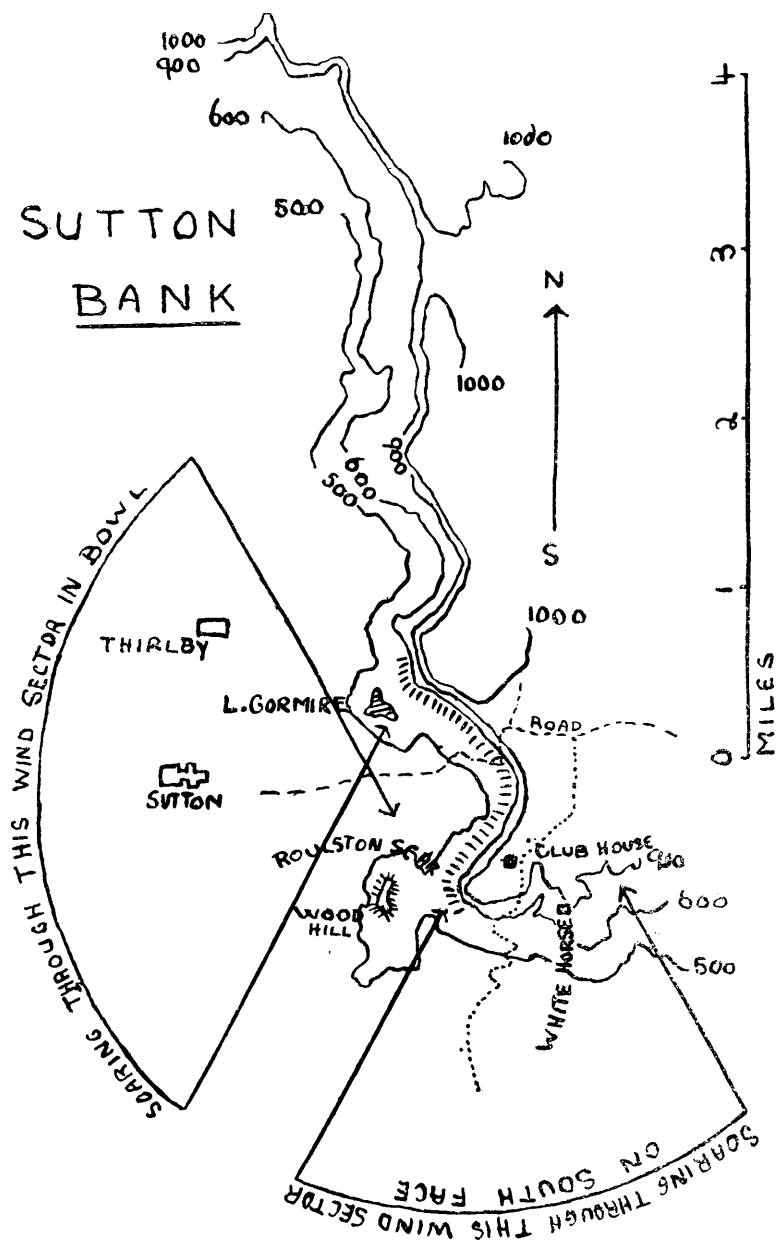 1000
900
600
500
1000
SUTTON
BANK
N
S
1000
900
600
500
1000
4
3
2
1
0
MILES
THIRLBY
L. GORMIRE
SUTTON
ROAD
ROULSTON SCAR
WOOD
HILL
CLUB HOUSE
WHITE HORSE
900
600
500
SOARING THROUGH THIS WIND SECTOR IN BOWL
SOARING THROUGH THIS WIND SECTOR
ON SOUTH FACE